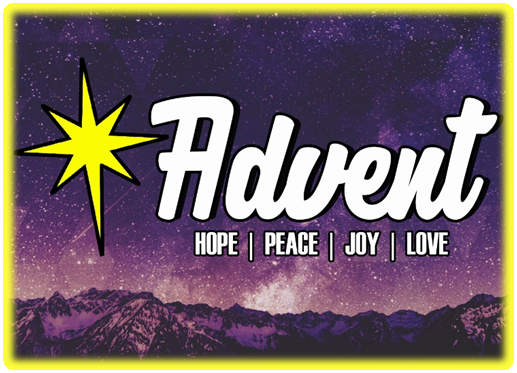 Advent
HOPE | PEACE | JOY | LOVE